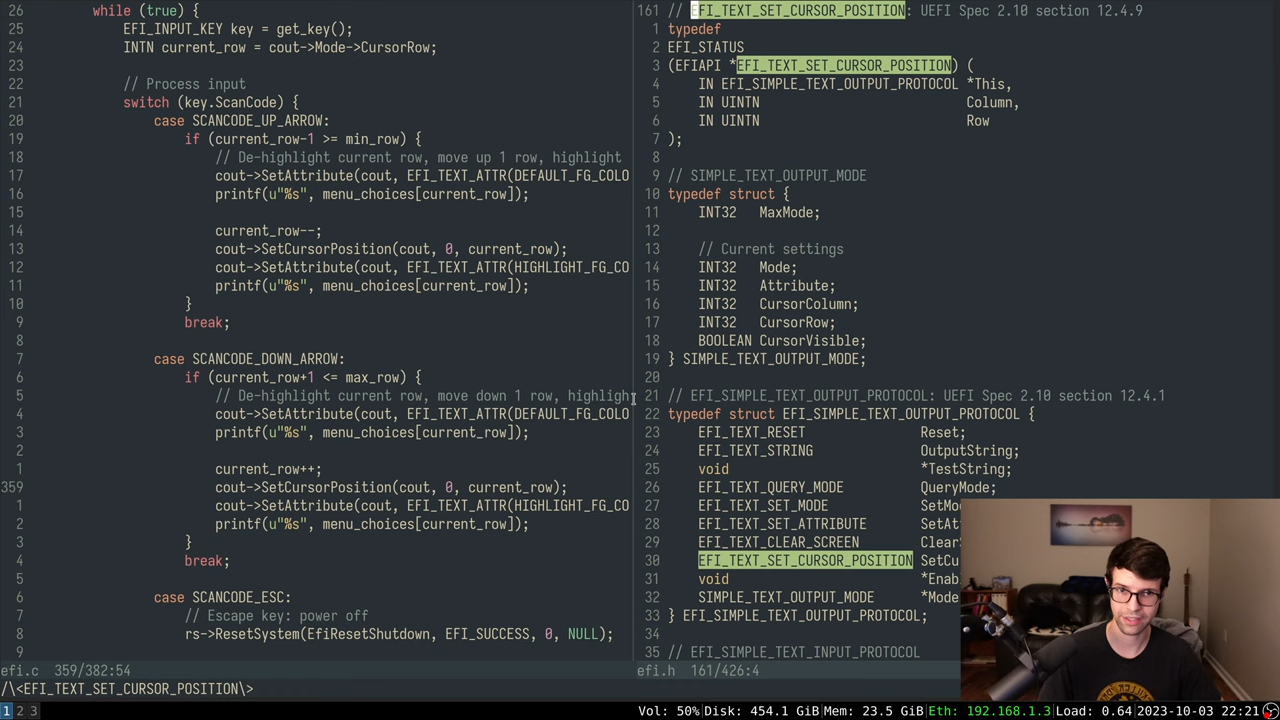 26 while (true) {
25 EFI_INPUT_KEY key = get_key();
24 INTN current_row = cout->Mode->CursorRow;
23
22 // Process input
21 switch (key.ScanCode) {
20 case SCANCODE_UP_ARROW:
19 if (current_row-1 >= min_row) {
18 // De-highlight current row, move up 1 row, highlight
17 cout->SetAttribute(cout, EFI_TEXT_ATTR(DEFAULT_FG_COLO
16 printf(u"%s", menu_choices[current_row]);
15
14 current_row--;
13 cout->SetCursorPosition(cout, 0, current_row);
12 cout->SetAttribute(cout, EFI_TEXT_ATTR(HIGHLIGHT_FG_CO
11 printf(u"%s", menu_choices[current_row]);
10 }
9 break;
8
7 case SCANCODE_DOWN_ARROW:
6 if (current_row+1 <= max_row) {
5 // De-highlight current row, move down 1 row, highligh
4 cout->SetAttribute(cout, EFI_TEXT_ATTR(DEFAULT_FG_COLO
3 printf(u"%s", menu_choices[current_row]);
2
1 current_row++;
359 cout->SetCursorPosition(cout, 0, current_row);
1 cout->SetAttribute(cout, EFI_TEXT_ATTR(HIGHLIGHT_FG_CO
2 printf(u"%s", menu_choices[current_row]);
3 }
4 break;
5
6 case SCANCODE_ESC:
7 // Escape key: power off
8 rs->ResetSystem(EfiResetShutdown, EFI_SUCCESS, 0, NULL);
9
efi.c 359/382:54
161 // EFI_TEXT_SET_CURSOR_POSITION: UEFI Spec 2.10 section 12.4.9
1 typedef
2 EFI_STATUS
3 (EFIAPI *EFI_TEXT_SET_CURSOR_POSITION) (
4 IN EFI_SIMPLE_TEXT_OUTPUT_PROTOCOL *This,
5 IN UINTN Column,
6 IN UINTN Row
7 );
8
9 // SIMPLE_TEXT_OUTPUT_MODE
10 typedef struct {
11 INT32 MaxMode;
12
13 // Current settings
14 INT32 Mode;
15 INT32 Attribute;
16 INT32 CursorColumn;
17 INT32 CursorRow;
18 BOOLEAN CursorVisible;
19 } SIMPLE_TEXT_OUTPUT_MODE;
20
21 // EFI_SIMPLE_TEXT_OUTPUT_PROTOCOL: UEFI Spec 2.10 section 12.4.1
22 typedef struct EFI_SIMPLE_TEXT_OUTPUT_PROTOCOL {
23 EFI_TEXT_RESET Reset;
24 EFI_TEXT_STRING OutputString;
25 void *TestString;
26 EFI_TEXT_QUERY_MODE QueryMode;
27 EFI_TEXT_SET_MODE SetMo
28 EFI_TEXT_SET_ATTRIBUTE SetAt
29 EFI_TEXT_CLEAR_SCREEN Clear
30 EFI_TEXT_SET_CURSOR_POSITION SetCu
31 void *Enab
32 SIMPLE_TEXT_OUTPUT_MODE *Mode
33 } EFI_SIMPLE_TEXT_OUTPUT_PROTOCOL;
34
35 // EFI_SIMPLE_TEXT_INPUT_PROTOCOL
efi.h 161/426:4
/\<EFI_TEXT_SET_CURSOR_POSITION\>
1 2 3 Vol: 50% Disk: 454.1 GiB Mem: 23.5 GiB Eth: 192.168.1.3 Load: 0.64 2023-10-03 22:21